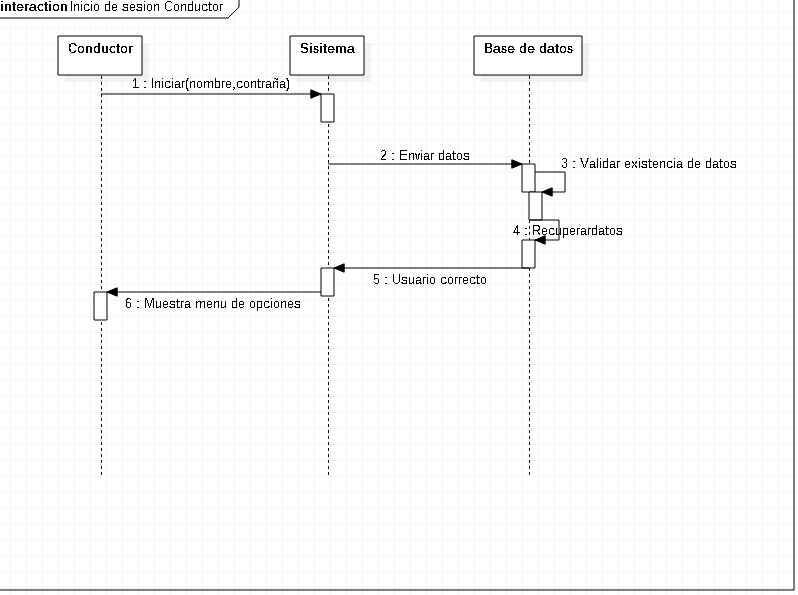 interaction Inicio de sesion Conductor
Conductor
Sisitema
Base de datos
1 : Iniciar(nombre,contraña)
2 : Enviar datos
3 : Validar existencia de datos
4 : Recuperardatos
5 : Usuario correcto
6 : Muestra menu de opciones